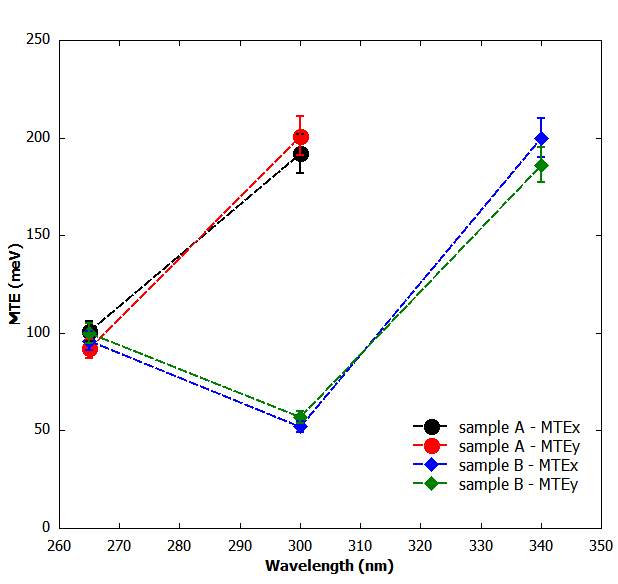 250
200
150
100
50
0
MTE (meV)
sample A - MTEx
sample A - MTEy
sample B - MTEx
sample B - MTEy
260 270 280 290 300 310 320 330 340 350
Wavelength (nm)